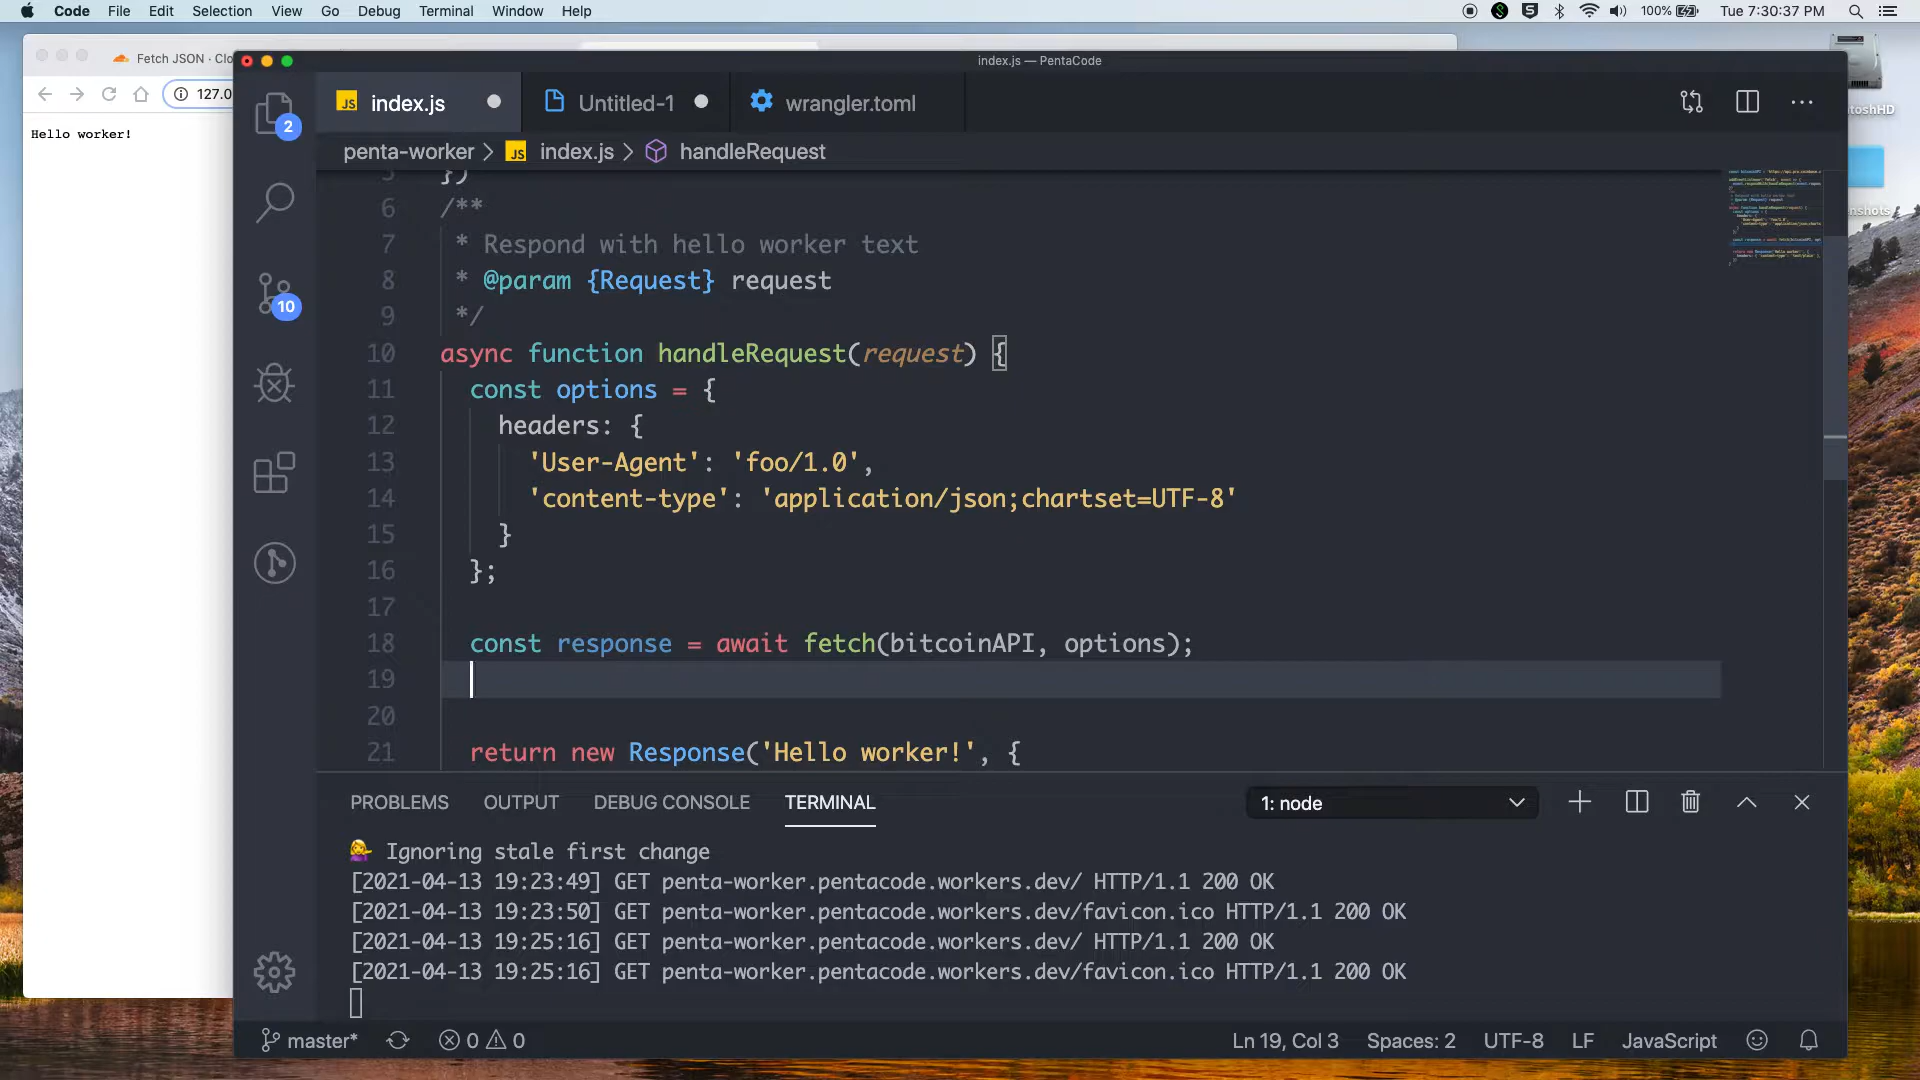 Code File Edit Selection View Go Debug Terminal Window Help
100% Tue 7:30:37 PM
Fetch JSON · Clo
127.0
Hello worker!
index.js — PentaCode
JS index.js Untitled-1 wrangler.toml
penta-worker > JS index.js > handleRequest
2
10
5 })
6 /**
7 * Respond with hello worker text
8 * @param {Request} request
9 */
10 async function handleRequest(request) {
11 const options = {
12 headers: {
13 'User-Agent': 'foo/1.0',
14 'content-type': 'application/json;chartset=UTF-8'
15 }
16 };
17
18 const response = await fetch(bitcoinAPI, options);
19
20
21 return new Response('Hello worker!', {
PROBLEMS OUTPUT DEBUG CONSOLE TERMINAL 1: node
Ignoring stale first change
[2021-04-13 19:23:49] GET penta-worker.pentacode.workers.dev/ HTTP/1.1 200 OK
[2021-04-13 19:23:50] GET penta-worker.pentacode.workers.dev/favicon.ico HTTP/1.1 200 OK
[2021-04-13 19:25:16] GET penta-worker.pentacode.workers.dev/ HTTP/1.1 200 OK
[2021-04-13 19:25:16] GET penta-worker.pentacode.workers.dev/favicon.ico HTTP/1.1 200 OK
master* 0 0 Ln 19, Col 3 Spaces: 2 UTF-8 LF JavaScript
toshHD
nshots